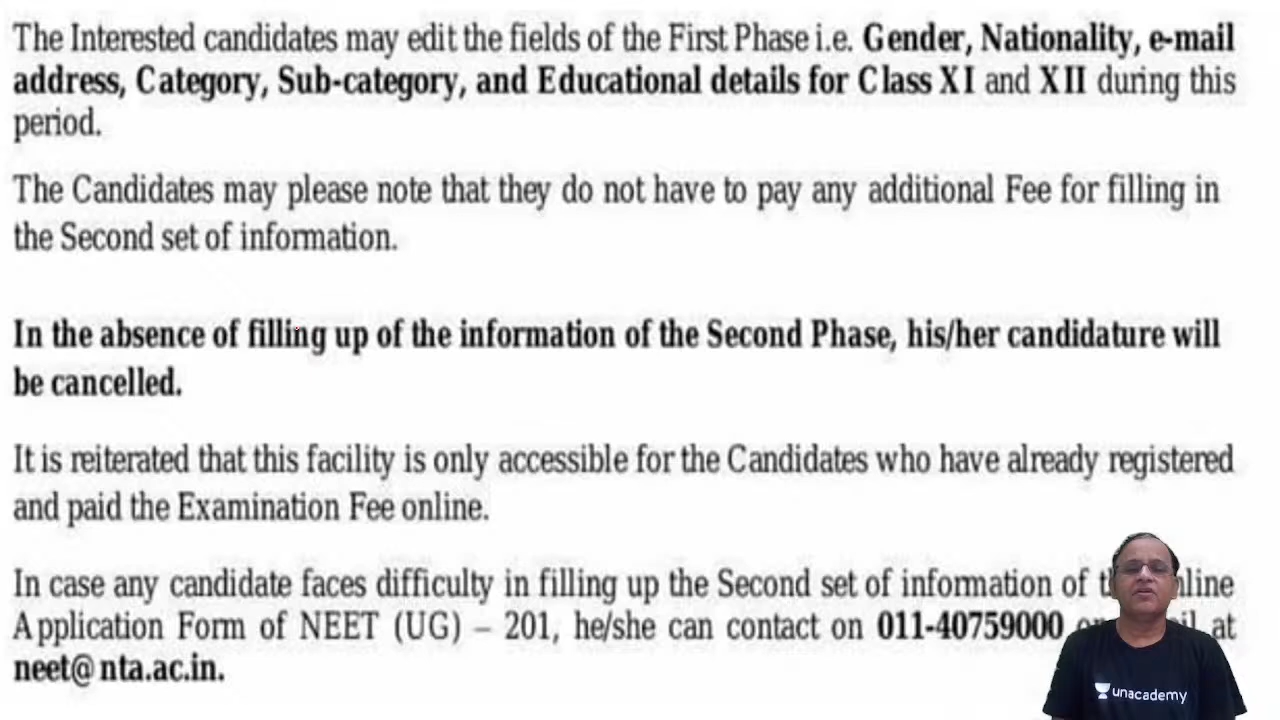 The Interested candidates may edit the fields of the First Phase i.e. Gender, Nationality, e-mail
address, Category, Sub-category, and Educational details for Class XI and XII during this
period.
The Candidates may please note that they do not have to pay any additional Fee for filling in
the Second set of information.
In the absence of filling up of the information of the Second Phase, his/her candidature will
be cancelled.
It is reiterated that this facility is only accessible for the Candidates who have already registered
and paid the Examination Fee online.
In case any candidate faces difficulty in filling up the Second set of information of
Application Form of NEET (UG) – 201, he/she can contact on 011-40759000 at
neet@nta.ac.in.
unacademy